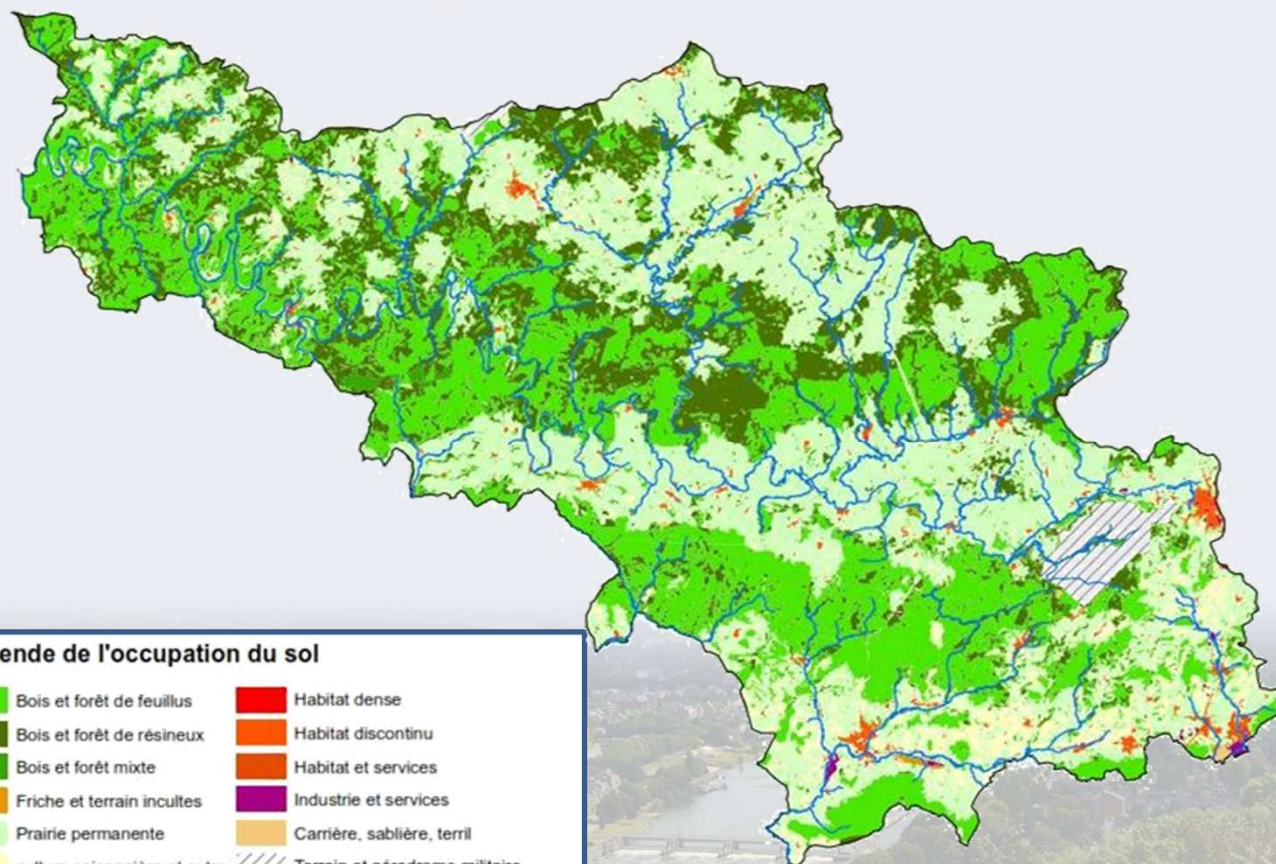 ende de l'occupation du sol
Bois et forêt de feuillus
Bois et forêt de résineux
Bois et forêt mixte
Friche et terrain incultes
Prairie permanente
Habitat dense
Habitat discontinu
Habitat et services
Industrie et services
Carrière, sablière, terril